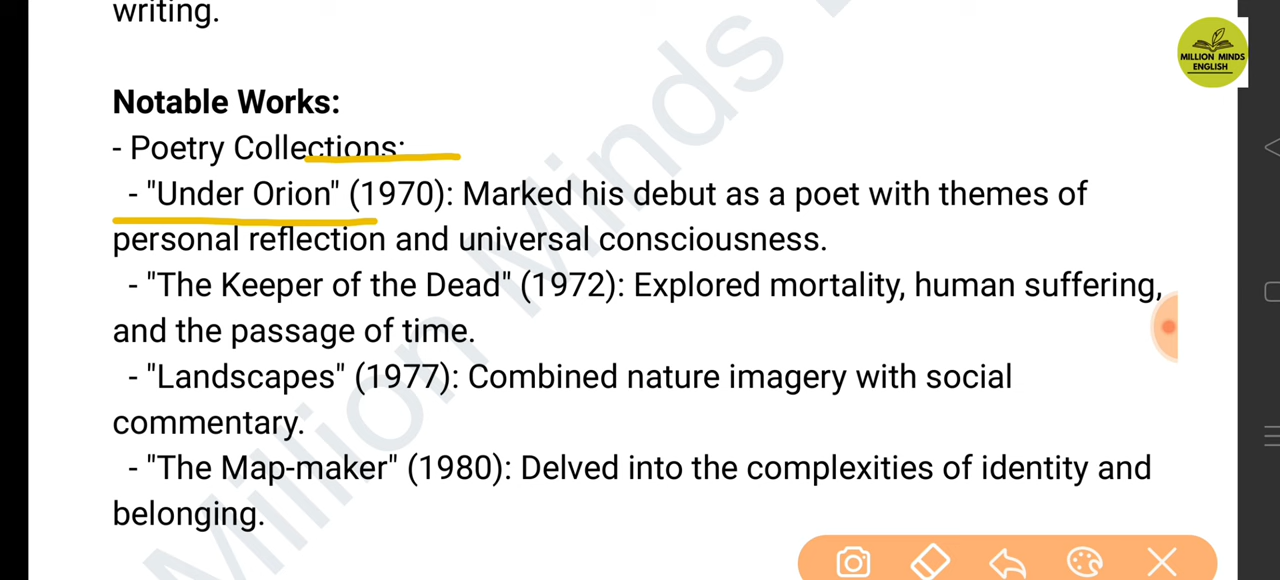 writing.
MILLION MINDS
ENGLISH
Notable Works:
- Poetry Collections:
- "Under Orion" (1970): Marked his debut as a poet with themes of
personal reflection and universal consciousness.
- "The Keeper of the Dead" (1972): Explored mortality, human suffering,
and the passage of time.
- "Landscapes" (1977): Combined nature imagery with social
commentary.
- "The Map-maker" (1980): Delved into the complexities of identity and
belonging.
Million Minds